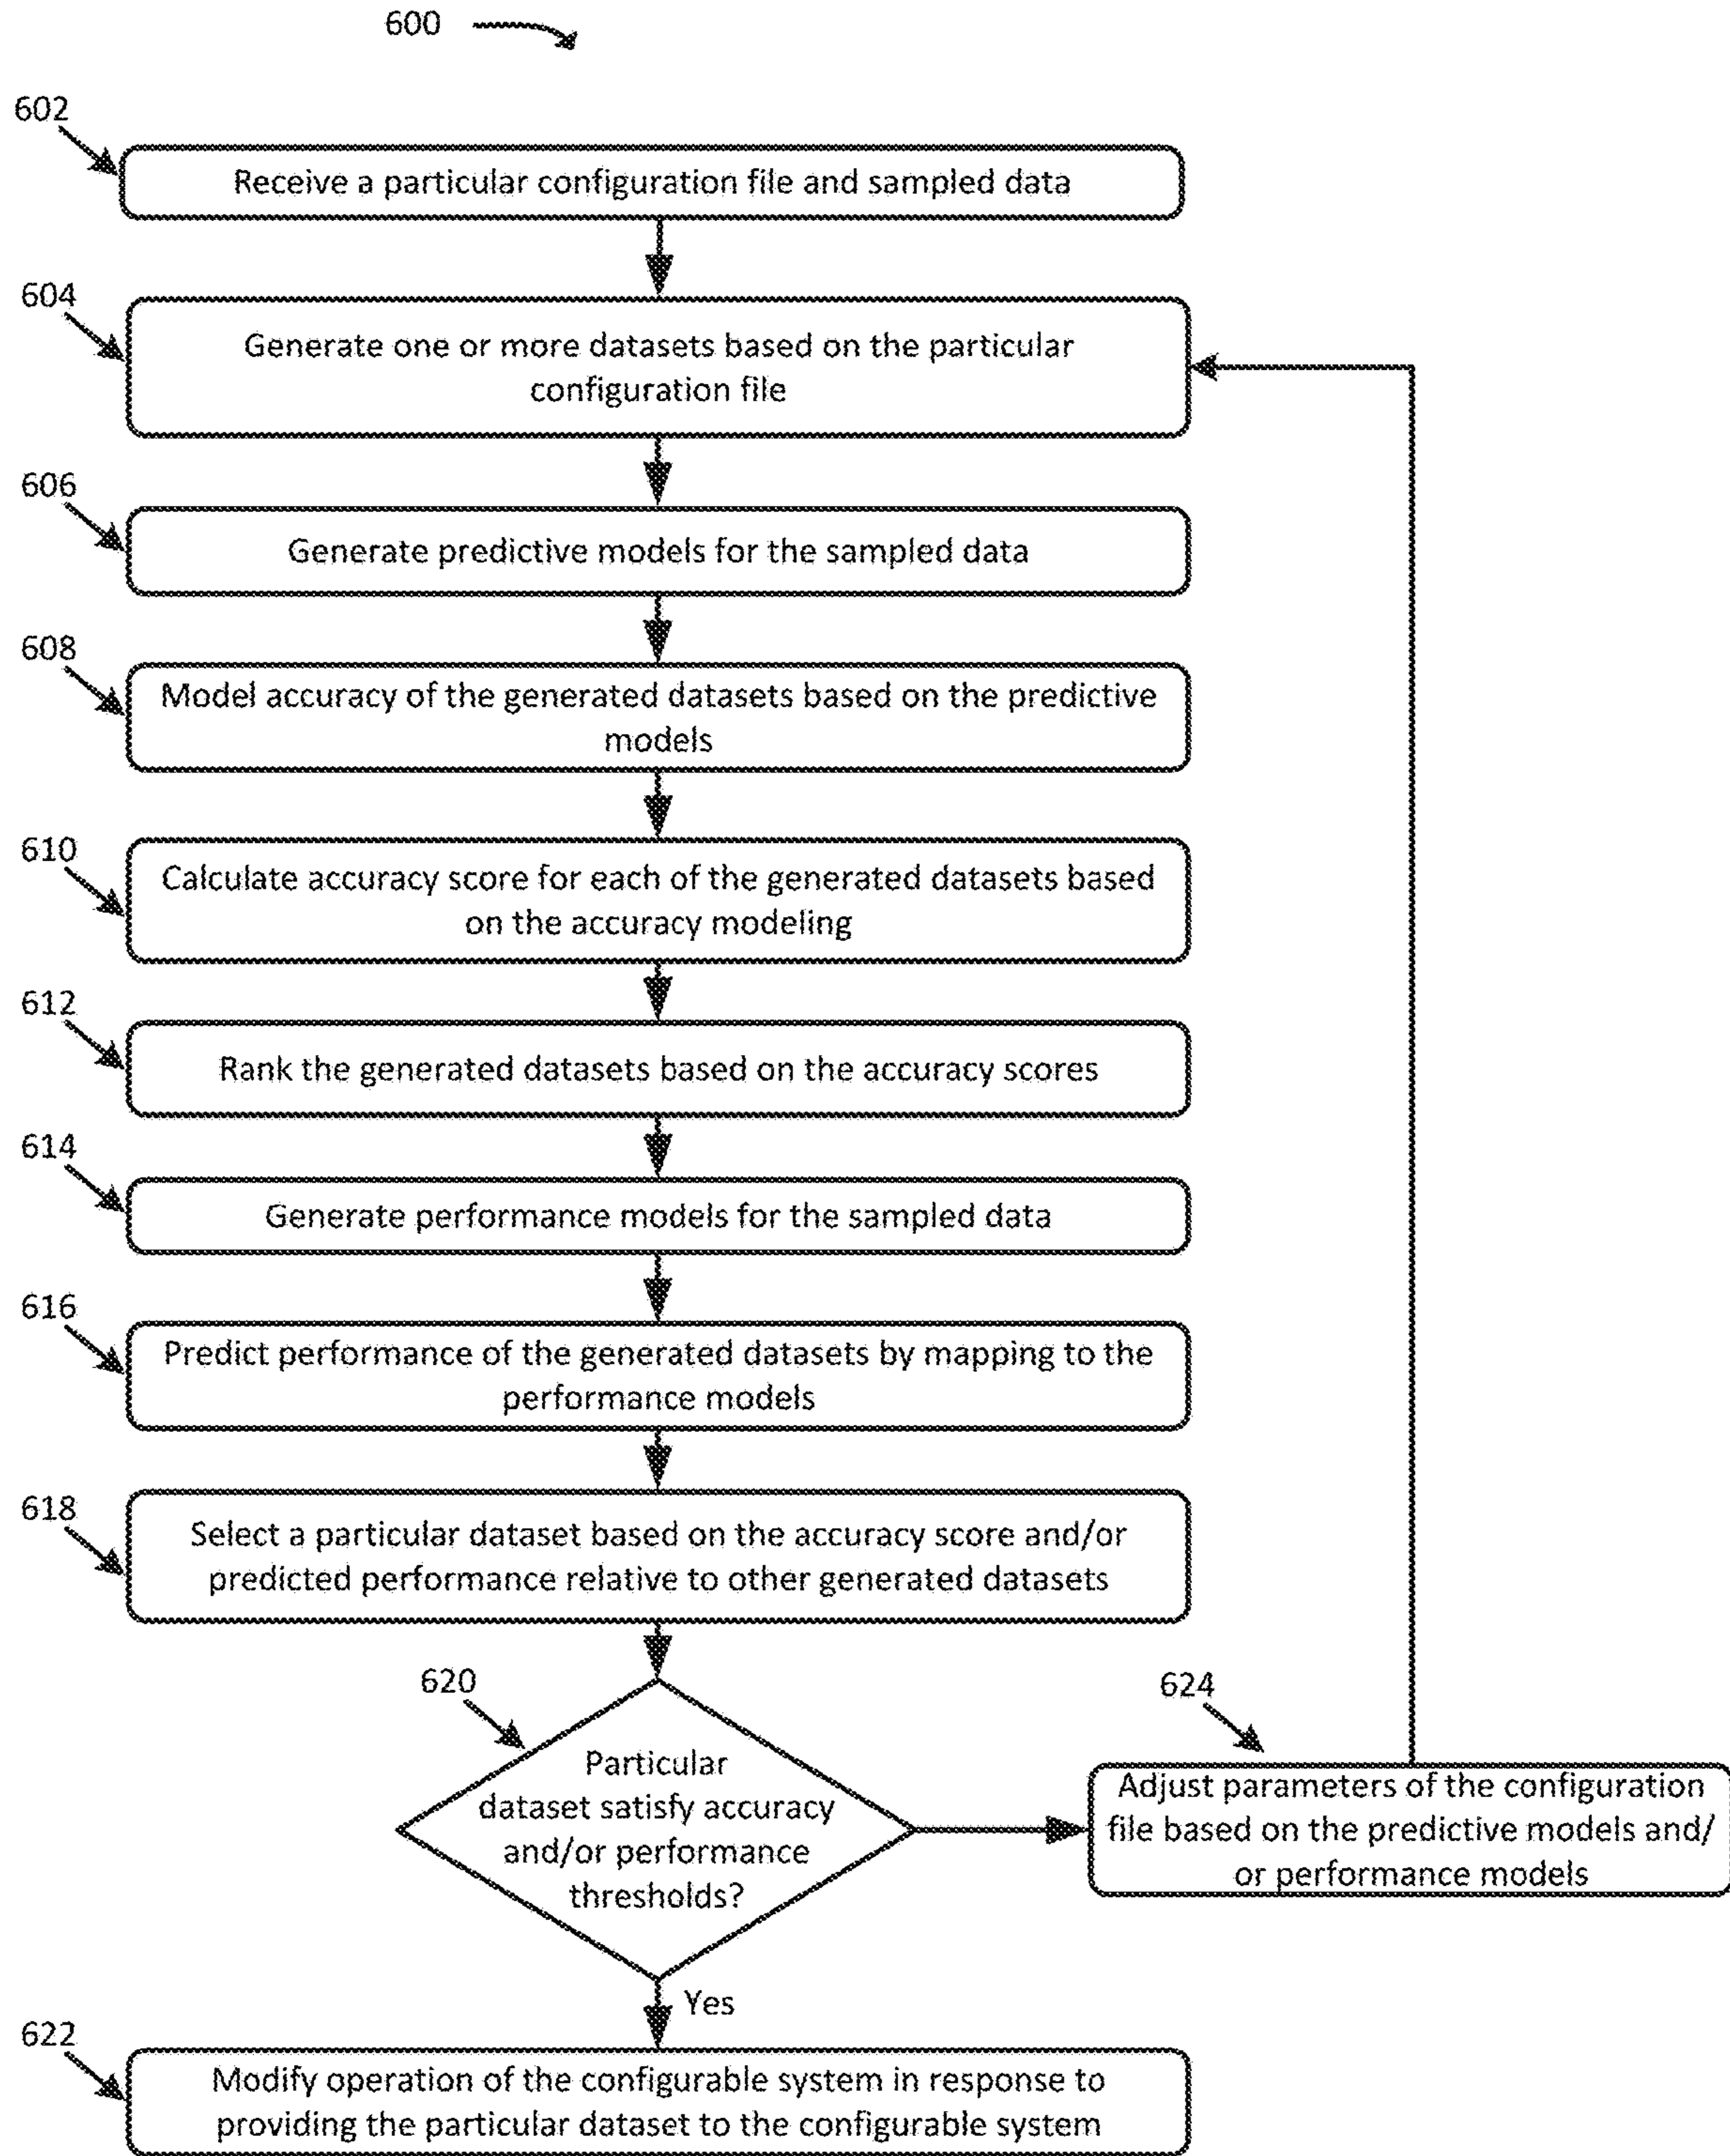 600
602
Receive a particular configuration file and sampled data
604
Generate one or more datasets based on the particular
configuration file
606
Generate predictive models for the sampled data
608
Model accuracy of the generated datasets based on the predictive
models
610
Calculate accuracy score for each of the generated datasets based
on the accuracy modeling
612
Rank the generated datasets based on the accuracy scores
614
Generate performance models for the sampled data
616
Predict performance of the generated datasets by mapping to the
performance models
618
Select a particular dataset based on the accuracy score and/or
predicted performance relative to other generated datasets
620
Particular
dataset satisfy accuracy
and/or performance
thresholds?
624
Adjust parameters of the configuration
file based on the predictive models and/
or performance models
Yes
622
Modify operation of the configurable system in response to
providing the particular dataset to the configurable system